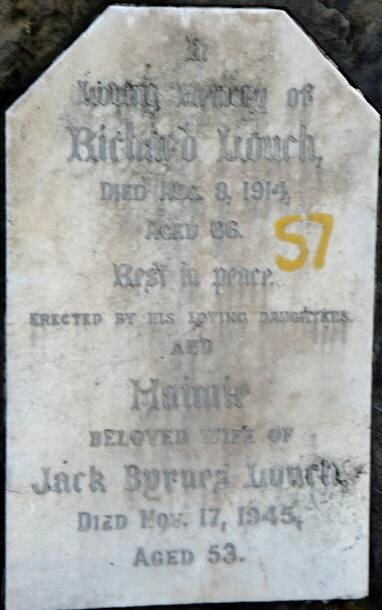 In
Loving Memory of
Richard Louch,
DIED AUG. 8, 1914,
AGED 86.
57
Rest in peace.
ERECTED BY HIS LOVING DAUGHTERS
AND
Maimie
BELOVED WIFE OF
Jack Byrnes Louch,
DIED NOV. 17, 1945,
AGED 53.